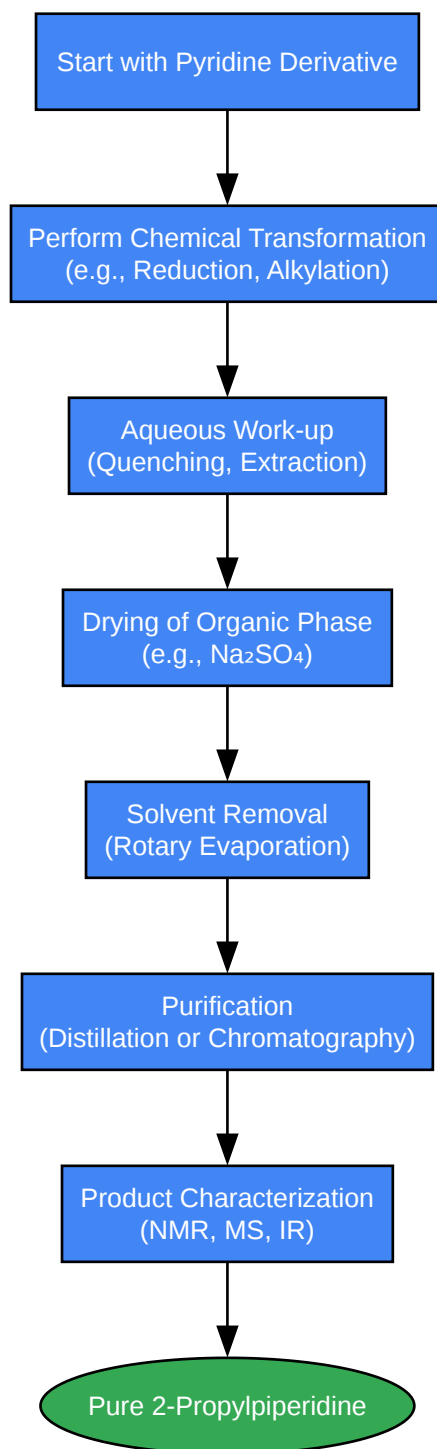 Start with Pyridine Derivative
Perform Chemical Transformation
(e.g., Reduction, Alkylation)
Aqueous Work-up
(Quenching, Extraction)
Drying of Organic Phase
(e.g., Na₂SO₄)
Solvent Removal
(Rotary Evaporation)
Purification
(Distillation or Chromatography)
Product Characterization
(NMR, MS, IR)
Pure 2-Propylpiperidine